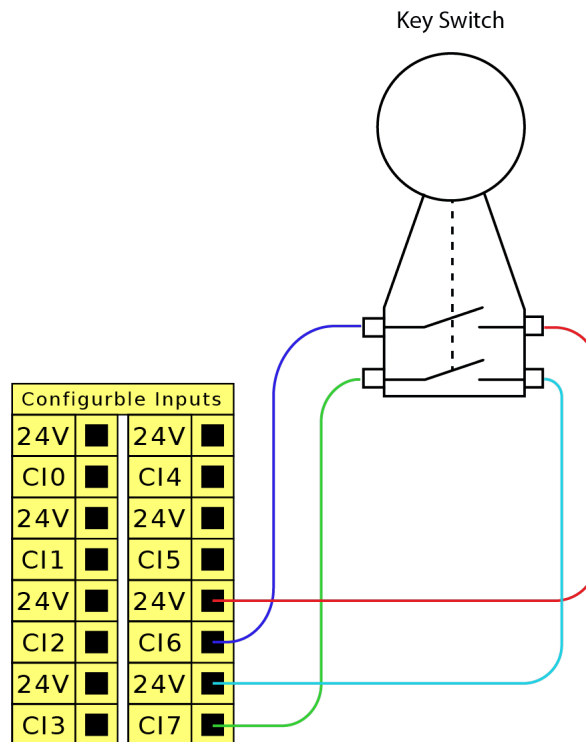 Key Switch
Configurble Inputs
24V 24V
CI0 CI4
24V 24V
CI1 CI5
24V 24V
CI2 CI6
24V 24V
CI3 CI7